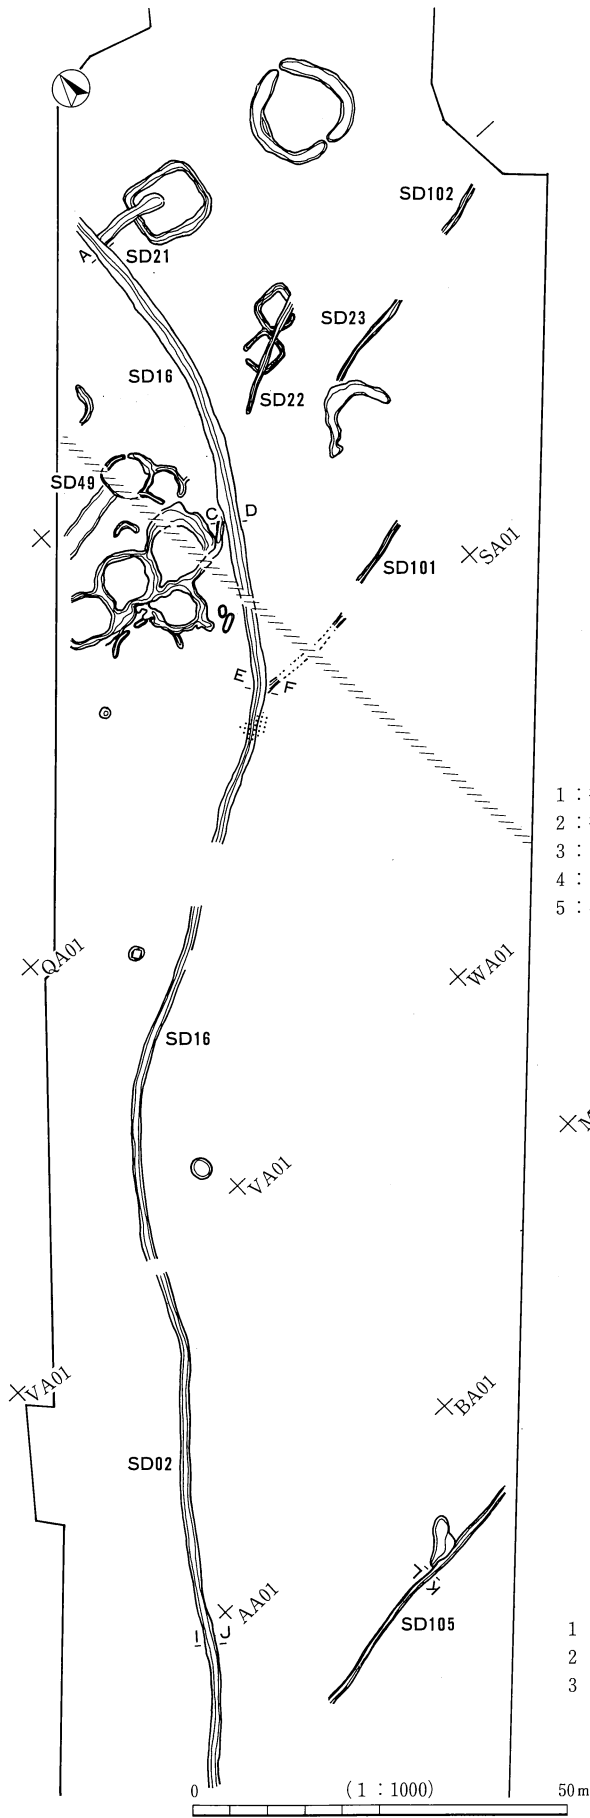 SD102
SD21
A
SD23
SD16
SD22
SD49
C
D
SA01
SD101
E
F
1:
2:
3:
4:
5:
QA01
WA01
SD16
VA01
VA01
BA01
SD02
AA01
I
J
SD105
1
2
3
0
(1:1000)
50m